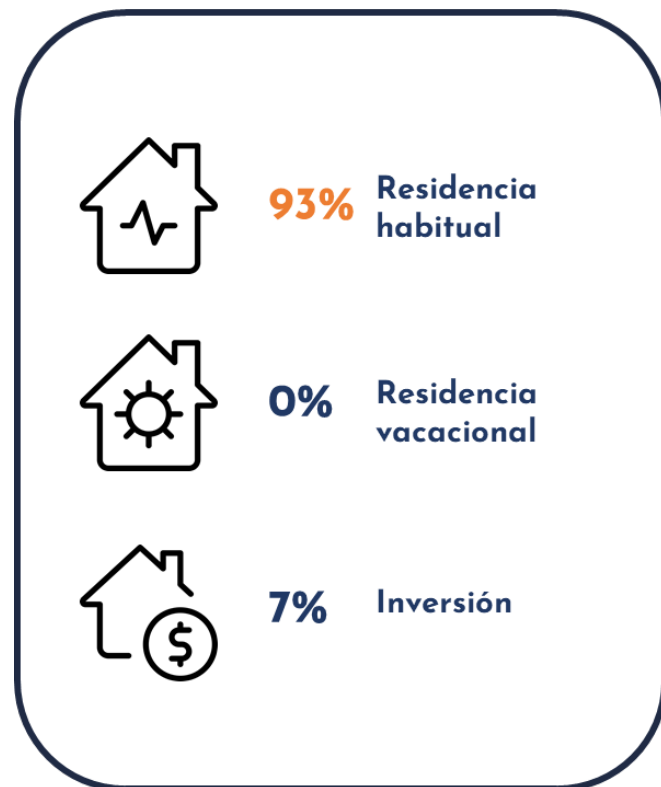 93% Residencia
habitual
0% Residencia
vacacional
$
7% Inversión